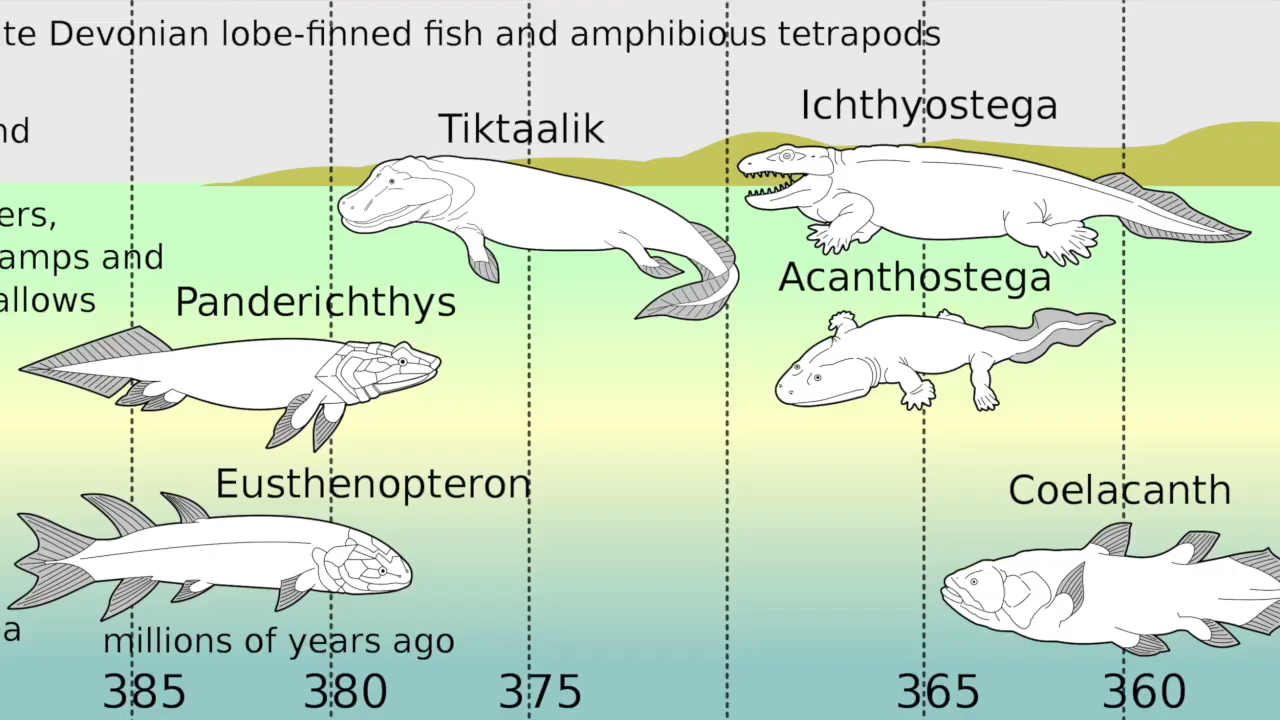 te Devonian lobe-finned fish and amphibious tetrapods
Ichthyostega
Tiktaalik
nd
ers,
amps and
allows
Acanthostega
Panderichthys
Eusthenopteron
Coelacanth
a
millions of years ago
385 380 375 365 360